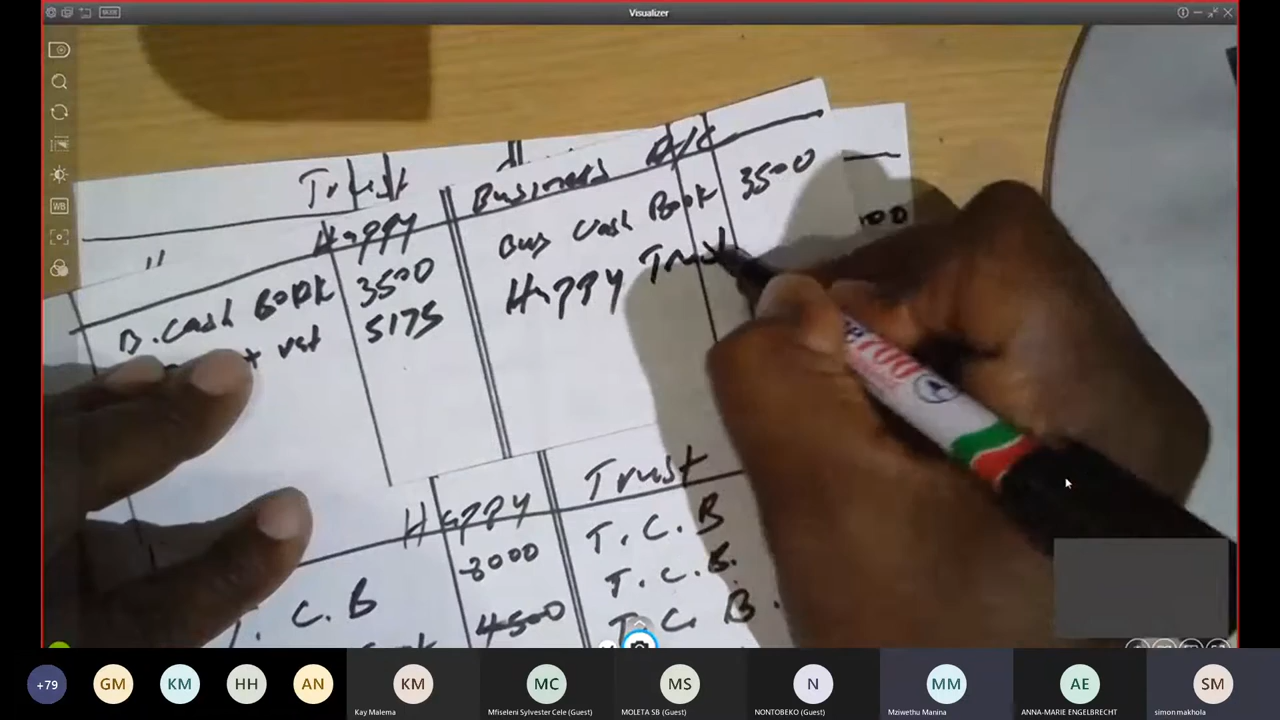 Visualizer
Trust
Business A/C
"
Happy
Bus Cash Book 3500
B. Cash Book 3500
Happy Trust
+ vat 5175
Happy
Trust
C. B 8000
T. C. B
4500
T. C. B.
T. C B.
700
+79
GM
KM
HH
AN
KM
MC
MS
N
MM
AE
SM
Kay Malema
Mfiseleni Sylvester Cele (Guest)
MOLETA SB (Guest)
NONTOBEKO (Guest)
Mziwethu Manina
ANNA-MARIE ENGELBRECHT
simon makhola